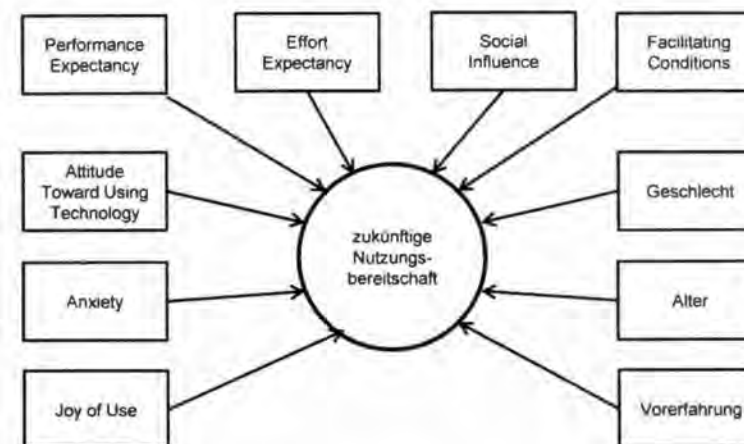 Performance
Expectancy
Effort
Expectancy
Social
Influence
Facilitating
Conditions
Attitude
Toward Using
Technology
Geschlecht
zukünftige
Nutzungs-
bereitschaft
Anxiety
Alter
Joy of Use
Vorerfahrung